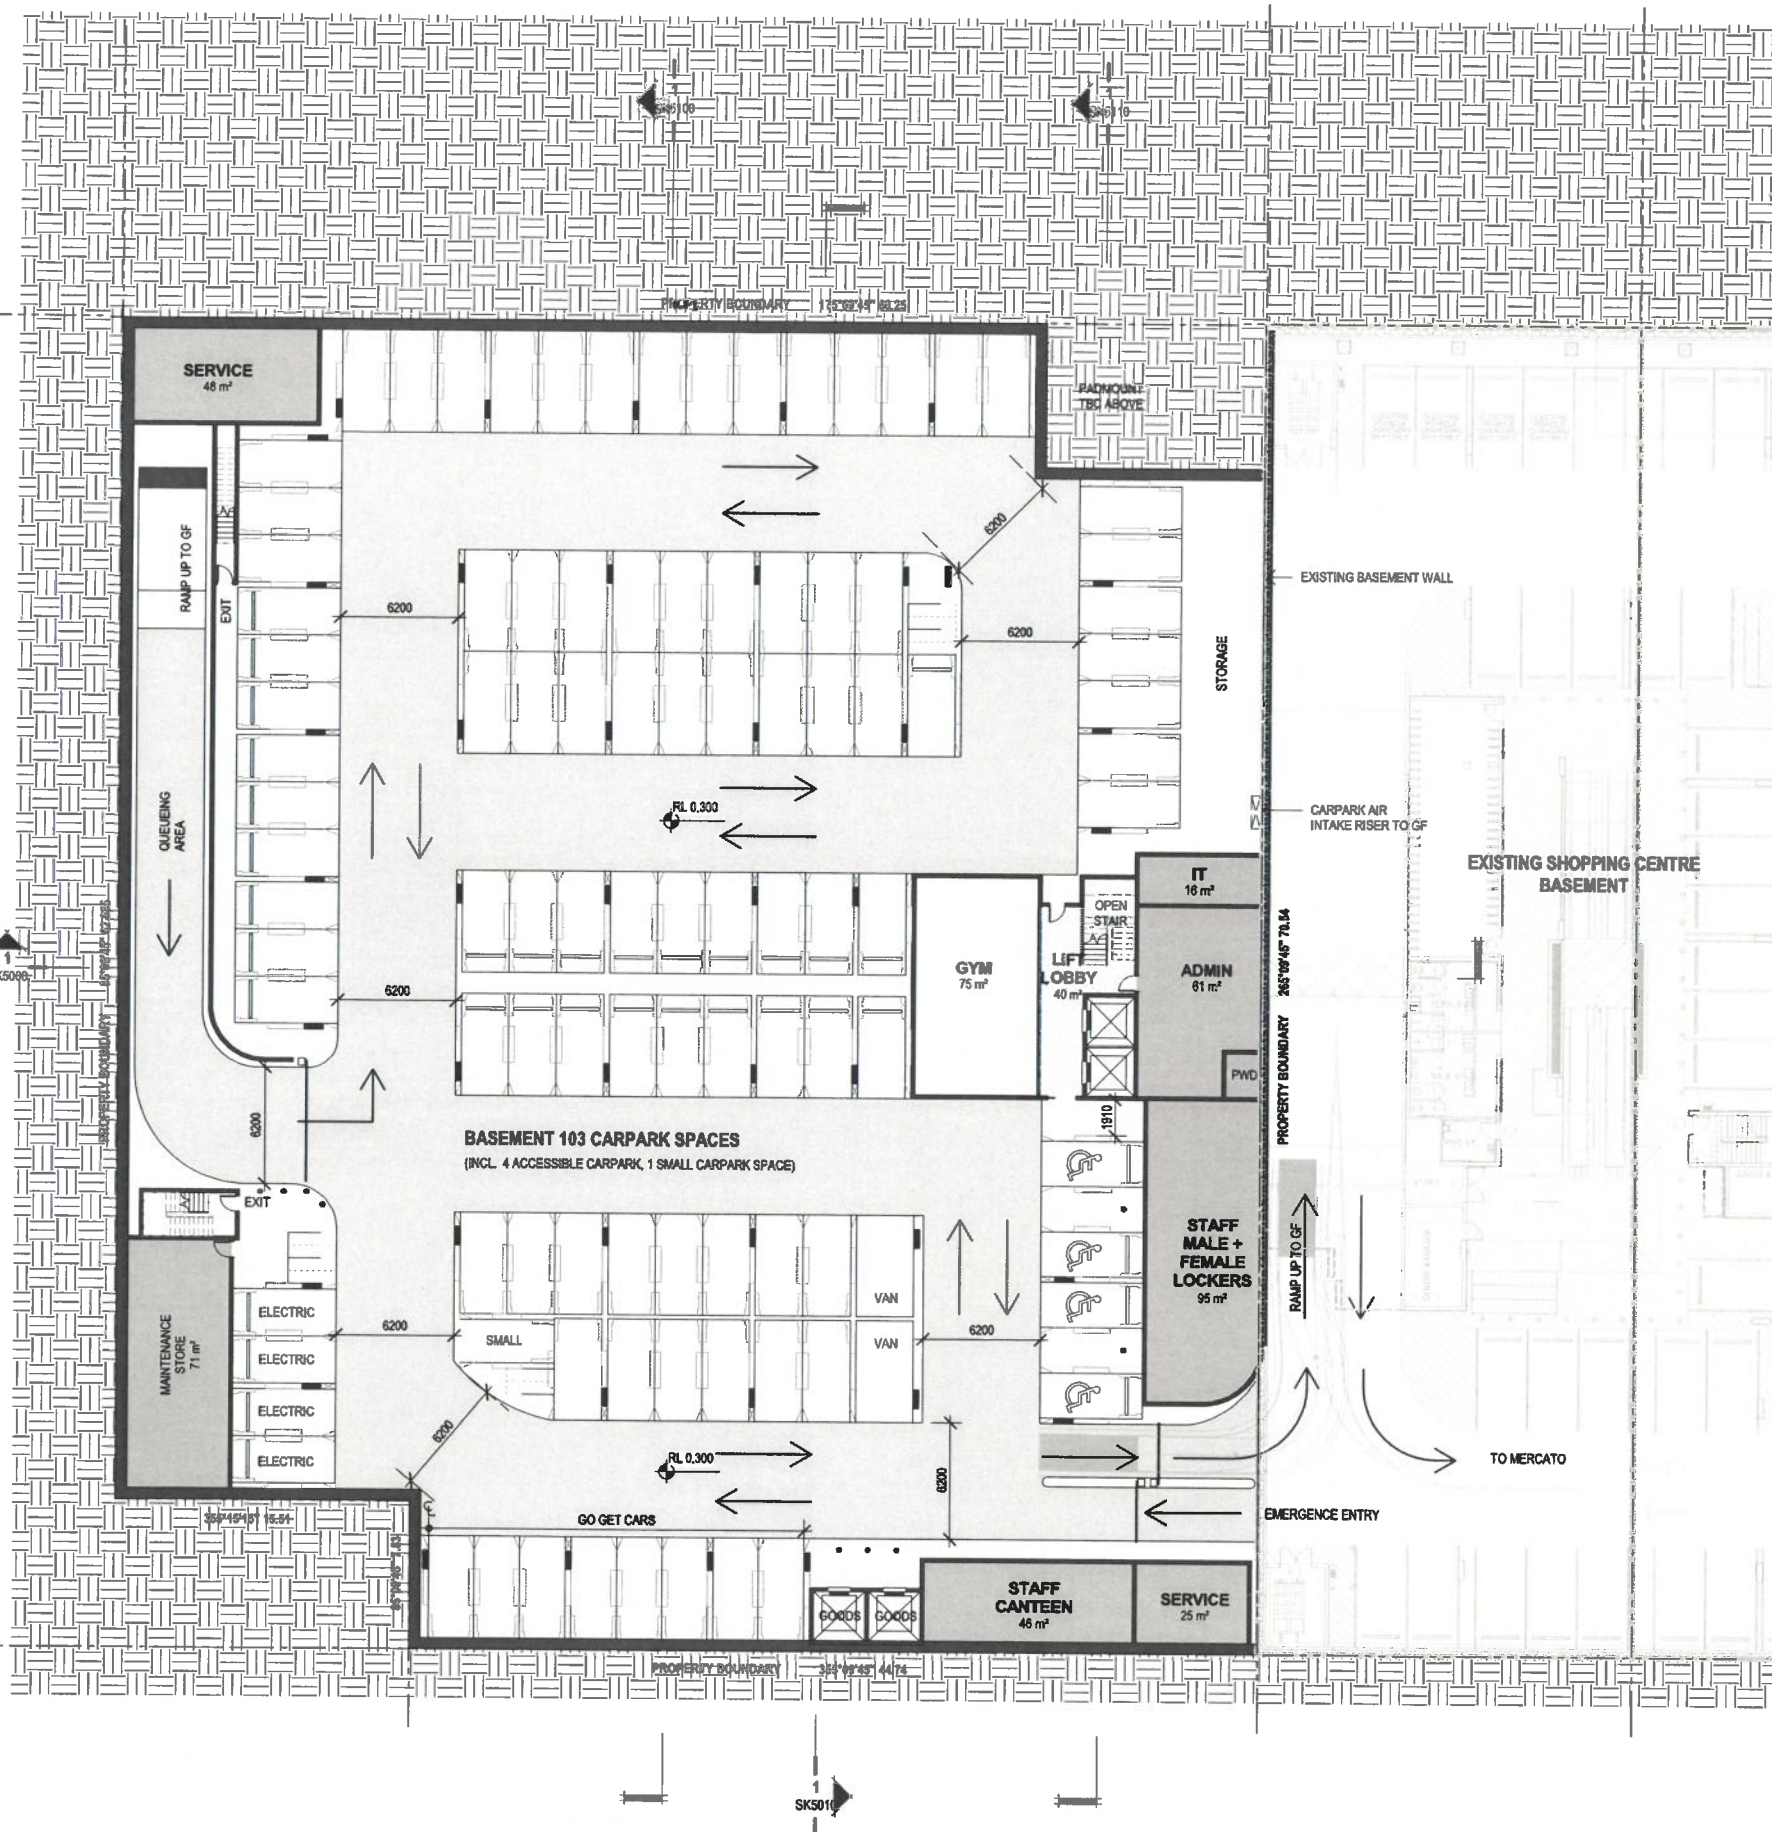 PROPERTY BOUNDARY
SERVICE
48 m²
PADMOUNT
TBC ABOVE
RAMP UP TO GF
EXIT
6200
6200
6200
EXISTING BASEMENT WALL
STORAGE
QUEUEING
AREA
RL 0,300
CARPARK AIR
INTAKE RISER TO GF
EXISTING SHOPPING CENTRE
BASEMENT
IT
16 m²
OPEN
STAIR
GYM
75 m²
LIFT
LOBBY
40 m²
ADMIN
61 m²
PWD
PROPERTY BOUNDARY 265°09'45" 70.54
PROPERTY BOUNDARY
6200
6200
1910
BASEMENT 103 CARPARK SPACES
(INCL. 4 ACCESSIBLE CARPARK, 1 SMALL CARPARK SPACE)
EXIT
MAINTENANCE
STORE
71 m²
ELECTRIC
ELECTRIC
ELECTRIC
ELECTRIC
6200
SMALL
VAN
VAN
6200
STAFF
MALE +
FEMALE
LOCKERS
95 m²
RAMP UP TO GF
6200
RL 0,300
6200
TO MERCATO
EMERGENCE ENTRY
GO GET CARS
GOODS
GOODS
STAFF
CANTEEN
46 m²
SERVICE
25 m²
PROPERTY BOUNDARY
1
SK5010